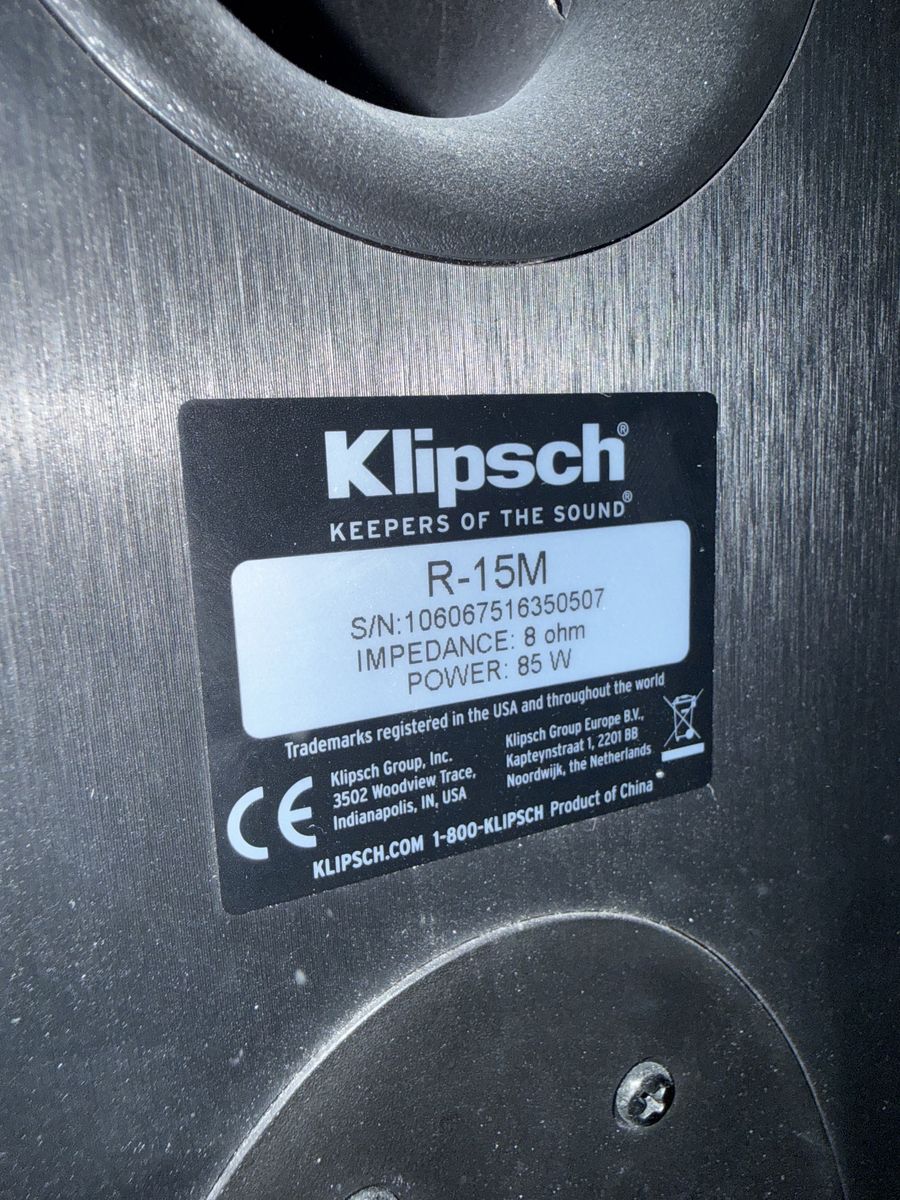 Klipsch®
KEEPERS OF THE SOUND®
R-15M
S/N:106067516350507
IMPEDANCE: 8 ohm
POWER: 85 W
Trademarks registered in the USA and throughout the world
Klipsch Group, Inc.
3502 Woodview Trace,
Indianapolis, IN, USA
Klipsch Group Europe B.V.,
Kapteynstraat 1, 2201 BB
Noordwijk, the Netherlands
CE
KLIPSCH.COM 1-800-KLIPSCH Product of China